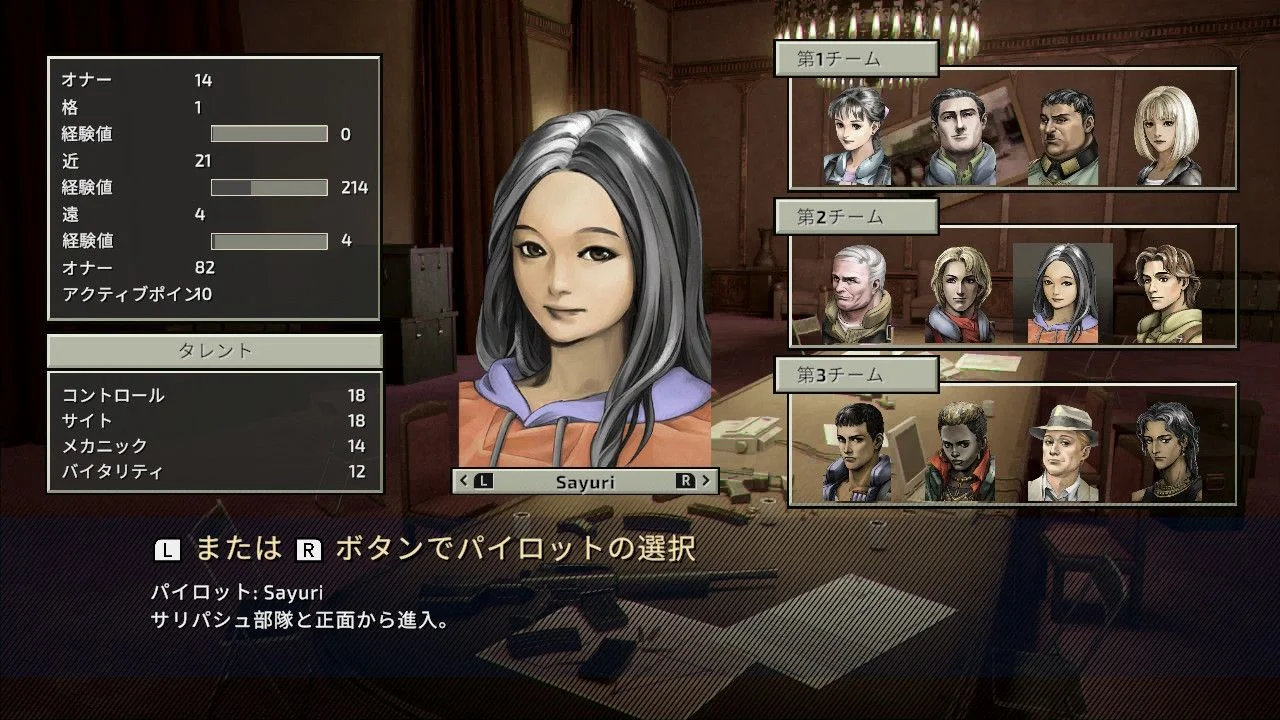 オナー 14
格 1
経験値 0
近 21
経験値 214
遠 4
経験値 4
オナー 82
アクティブポイン10
タレント
コントロール 18
サイト 18
メカニック 14
バイタリティ 12
L Sayuri R
第1チーム
第2チーム
第3チーム
L または R ボタンでパイロットの選択
パイロット: Sayuri
サリパシュ部隊と正面から進入。